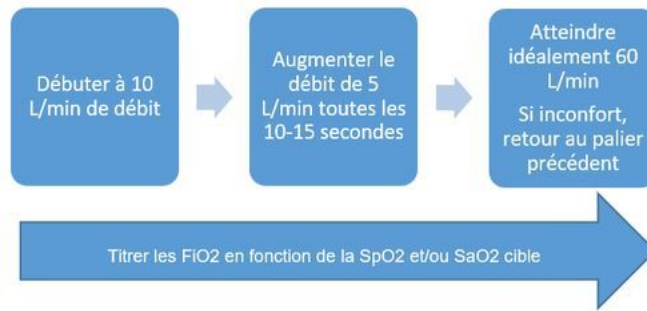 Débuter à 10
L/min de débit
Augmenter le
débit de 5
L/min toutes les
10-15 secondes
Atteindre
idéalement 60
L/min
Si inconfort,
retour au palier
précédent
Titrer les FiO2 en fonction de la SpO2 et/ou SaO2 cible